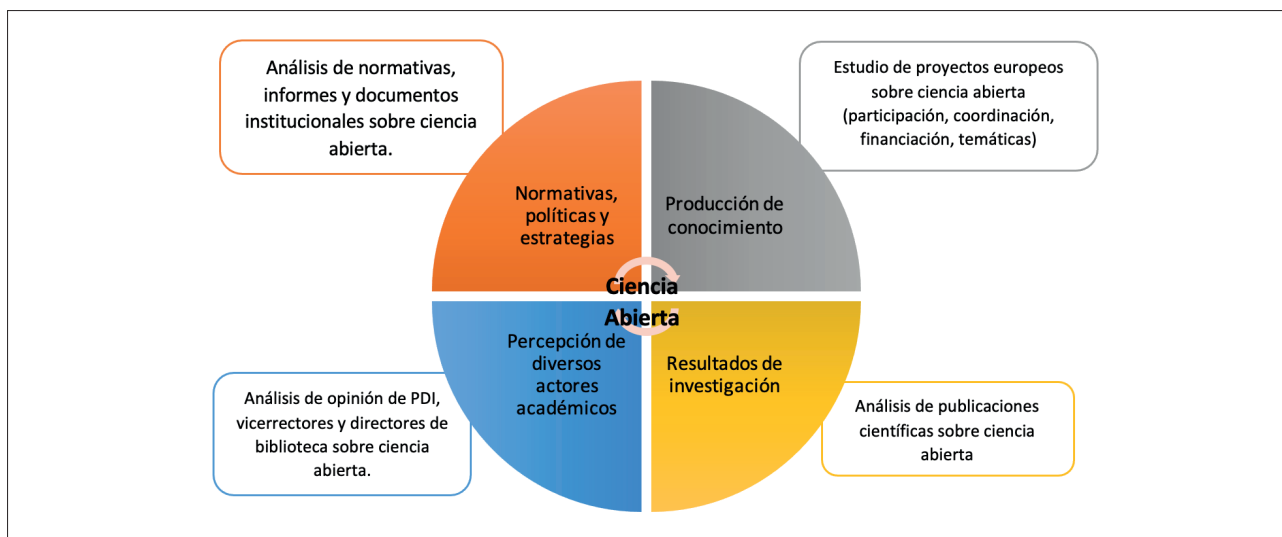 Análisis de normativas,
informes y documentos
institucionales sobre ciencia
abierta.
Estudio de proyectos europeos
sobre ciencia abierta
(participación, coordinación,
financiación, temáticas)
Normativas,
políticas y
estrategias
Producción de
conocimiento
Ciencia
Abierta
Percepción de
diversos
actores
académicos
Resultados de
investigación
Análisis de opinión de PDI,
vicerrectores y directores de
biblioteca sobre ciencia
abierta.
Análisis de publicaciones
científicas sobre ciencia
abierta